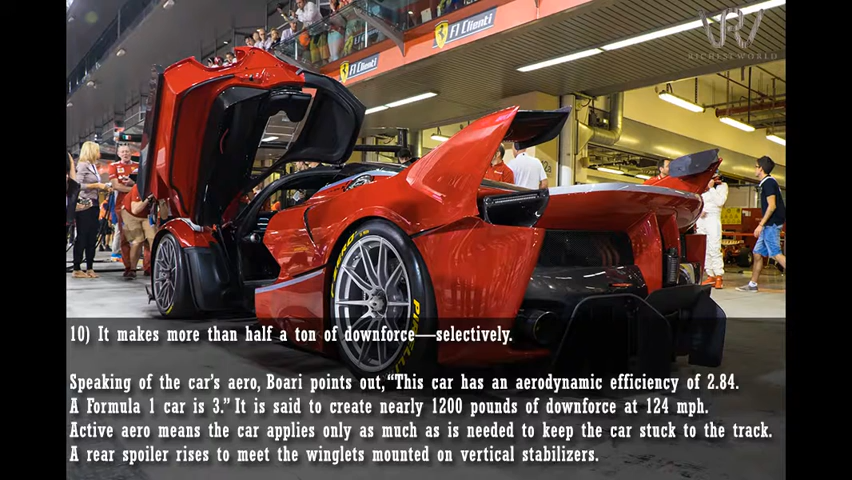 F1 Clienti
F1 Clienti
RICHESTWORLD
PIRELLI
10) It makes more than half a ton of downforce—selectively.
Speaking of the car's aero, Boari points out,“This car has an aerodynamic efficiency of 2.84.
A Formula 1 car is 3.” It is said to create nearly 1200 pounds of downforce at 124 mph.
Active aero means the car applies only as much as is needed to keep the car stuck to the track.
A rear spoiler rises to meet the winglets mounted on vertical stabilizers.